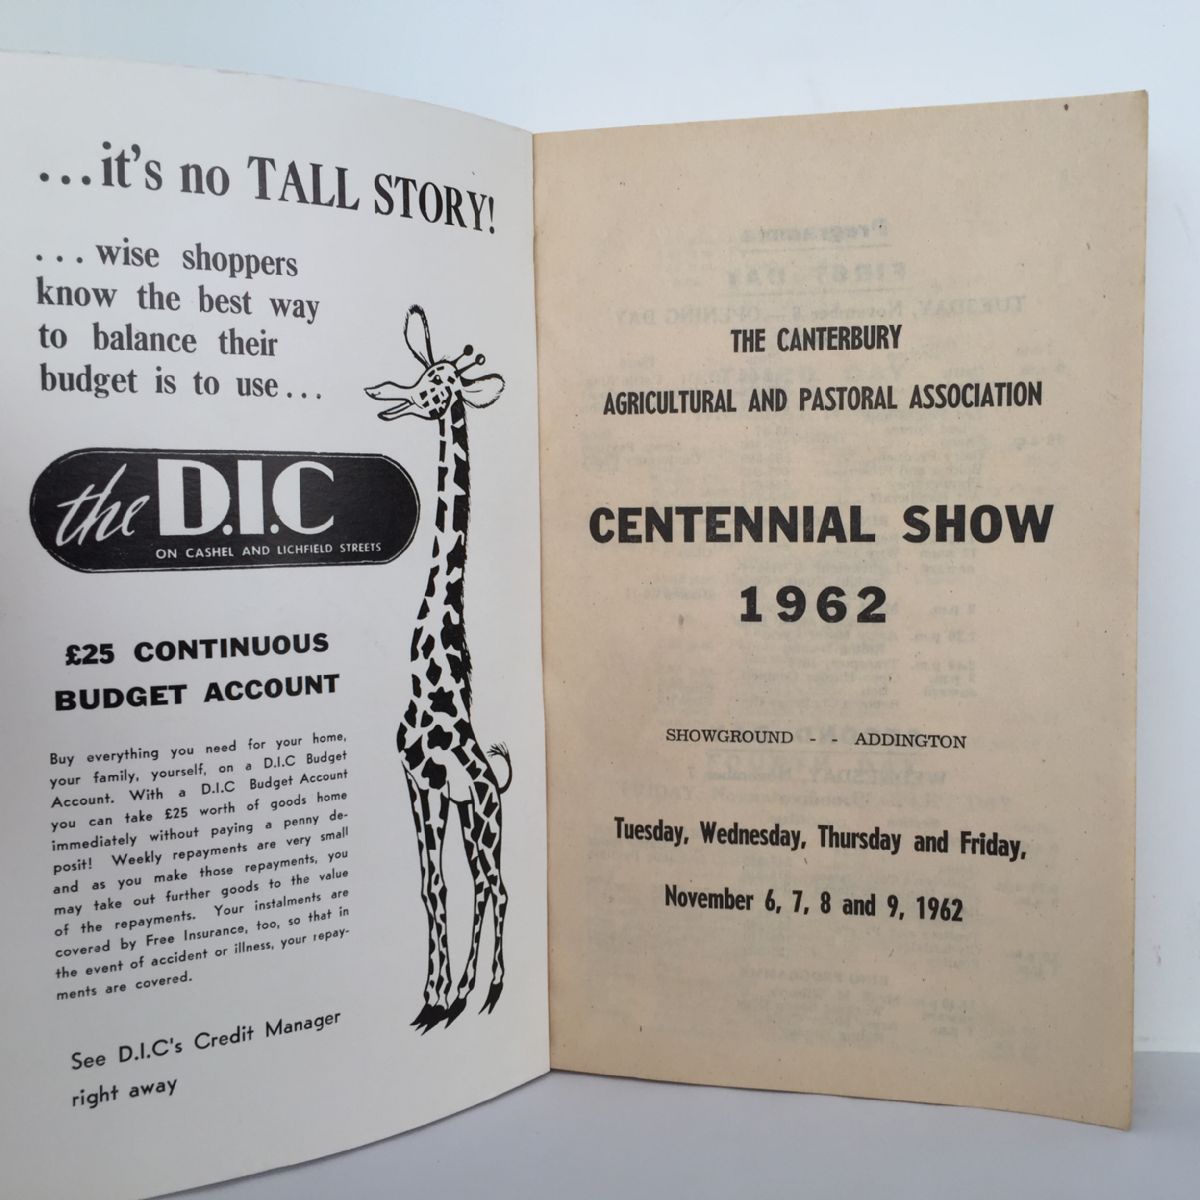 ...it's no TALL STORY!
...wise shoppers
know the best way
to balance their
budget is to use...
the D.I.C
ON CASHEL AND LICHFIELD STREETS
£25 CONTINUOUS
BUDGET ACCOUNT
Buy everything you need for your home,
your family, yourself, on a D.I.C Budget
Account. With a D.I.C Budget Account
you can take £25 worth of goods home
immediately without paying a penny de-
posit! Weekly repayments are very small
and as you make those repayments, you
may take out further goods to the value
of the repayments. Your instalments are
covered by Free Insurance, too, so that in
the event of accident or illness, your repay-
ments are covered.
See D.I.C's Credit Manager
right away
THE CANTERBURY
AGRICULTURAL AND PASTORAL ASSOCIATION
CENTENNIAL SHOW
1962
SHOWGROUND - - ADDINGTON
Tuesday, Wednesday, Thursday and Friday,
November 6, 7, 8 and 9, 1962